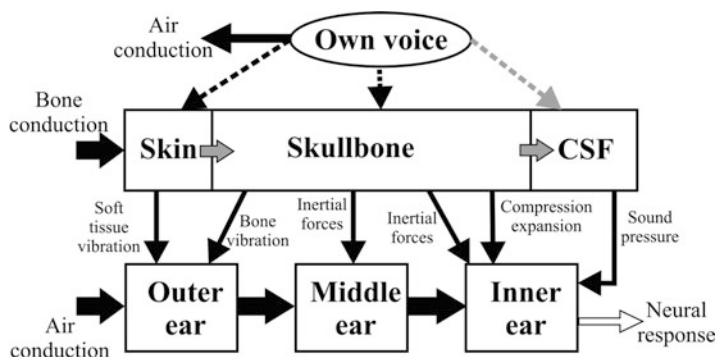 Air
conduction
Own voice
Bone
conduction
Skin
Skullbone
CSF
Soft
tissue
vibration
Bone
vibration
Inertial
forces
Inertial
forces
Compression
expansion
Sound
pressure
Outer
ear
Middle
ear
Inner
ear
Air
conduction
Neural
response